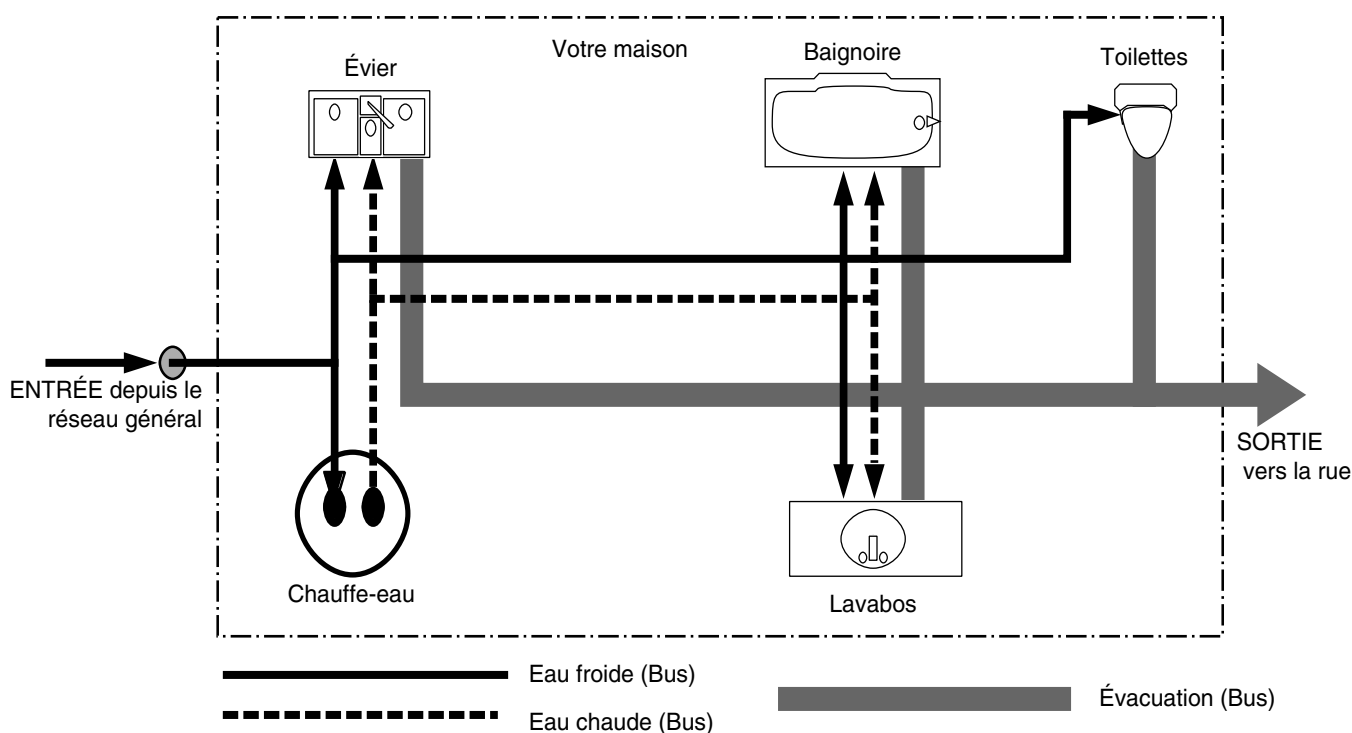 Votre maison
Évier
Baignoire
Toilettes
ENTRÉE depuis le
réseau général
SORTIE
vers la rue
Chauffe-eau
Lavabos
Eau froide (Bus)
Eau chaude (Bus)
Évacuation (Bus)